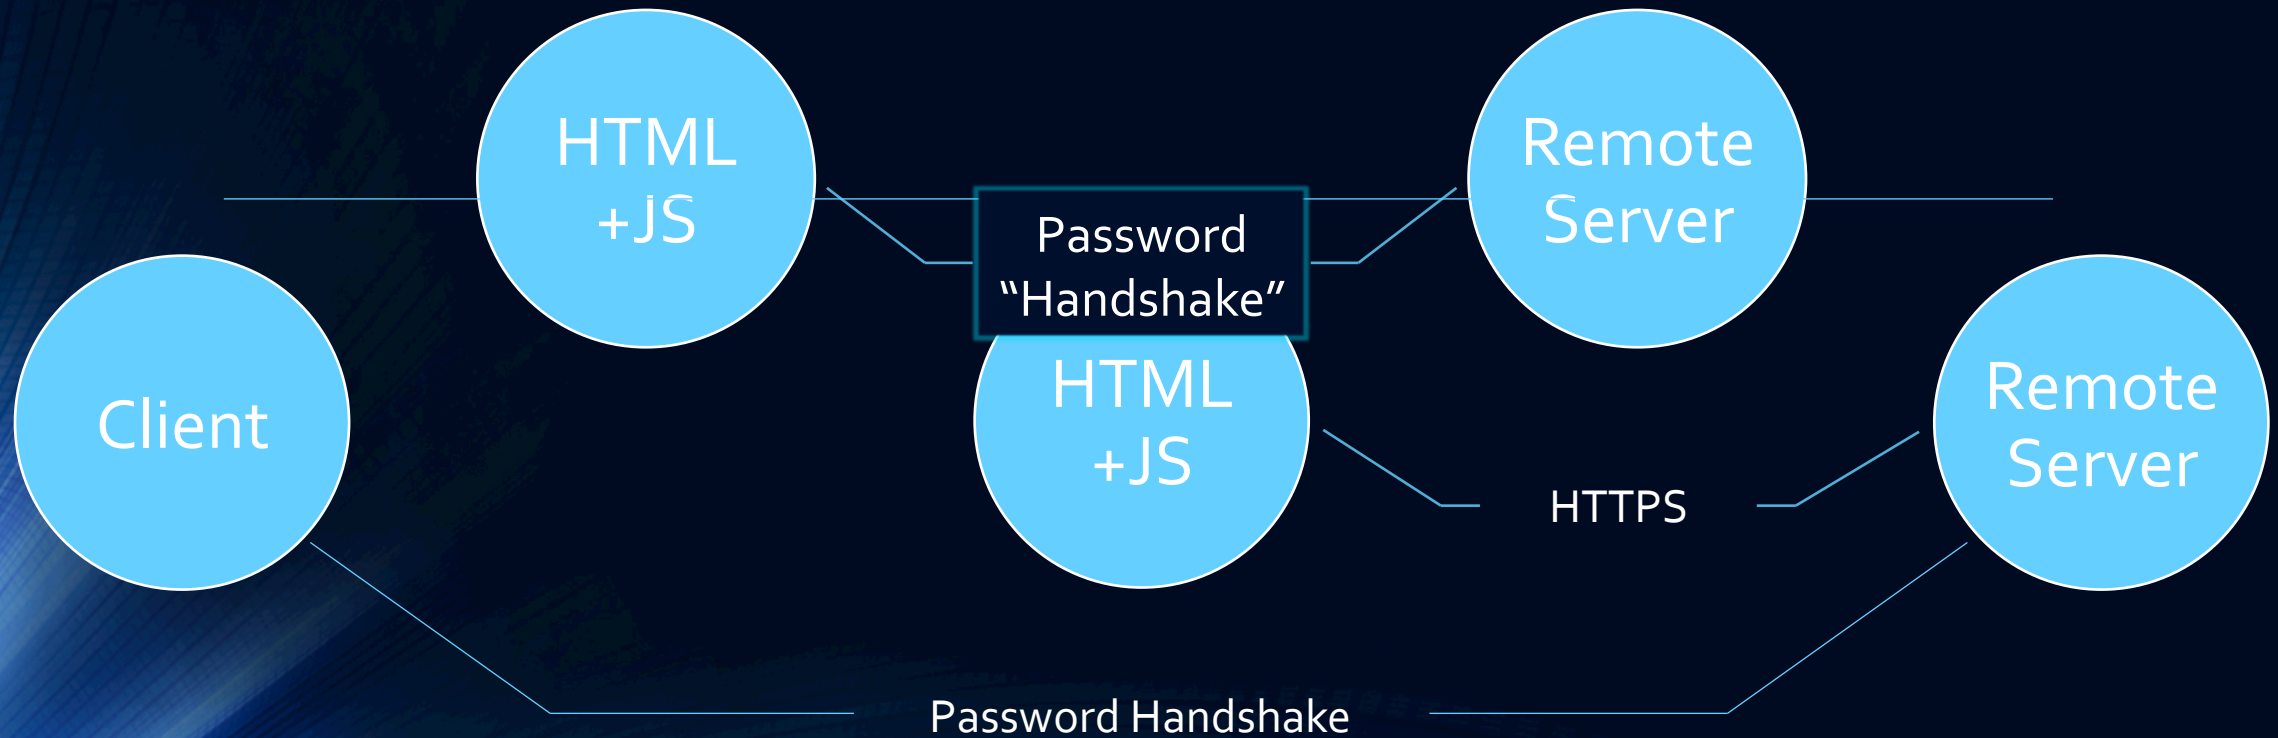 HTML
+JS
Remote
Server
Password
“Handshake”
Client
HTML
+JS
Remote
Server
HTTPS
Password Handshake